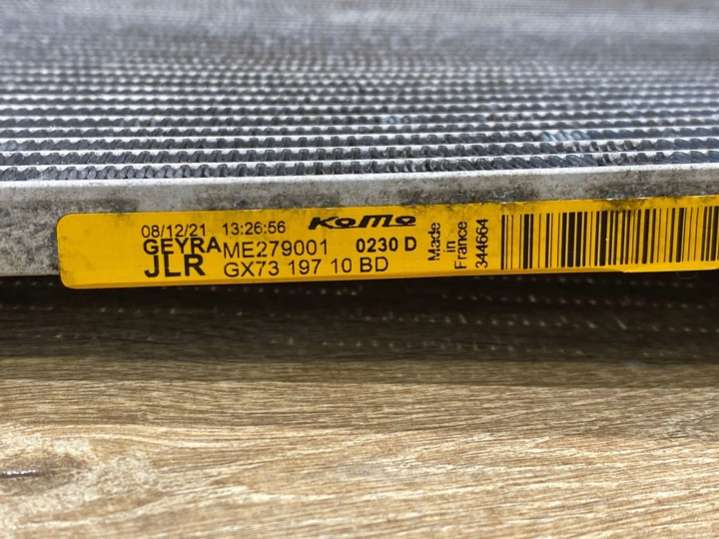 08/12/21 13:26:56 KoMo
GEYRA ME279001 0230 D
JLR GX73 197 10 BD
Made
in
France
344664